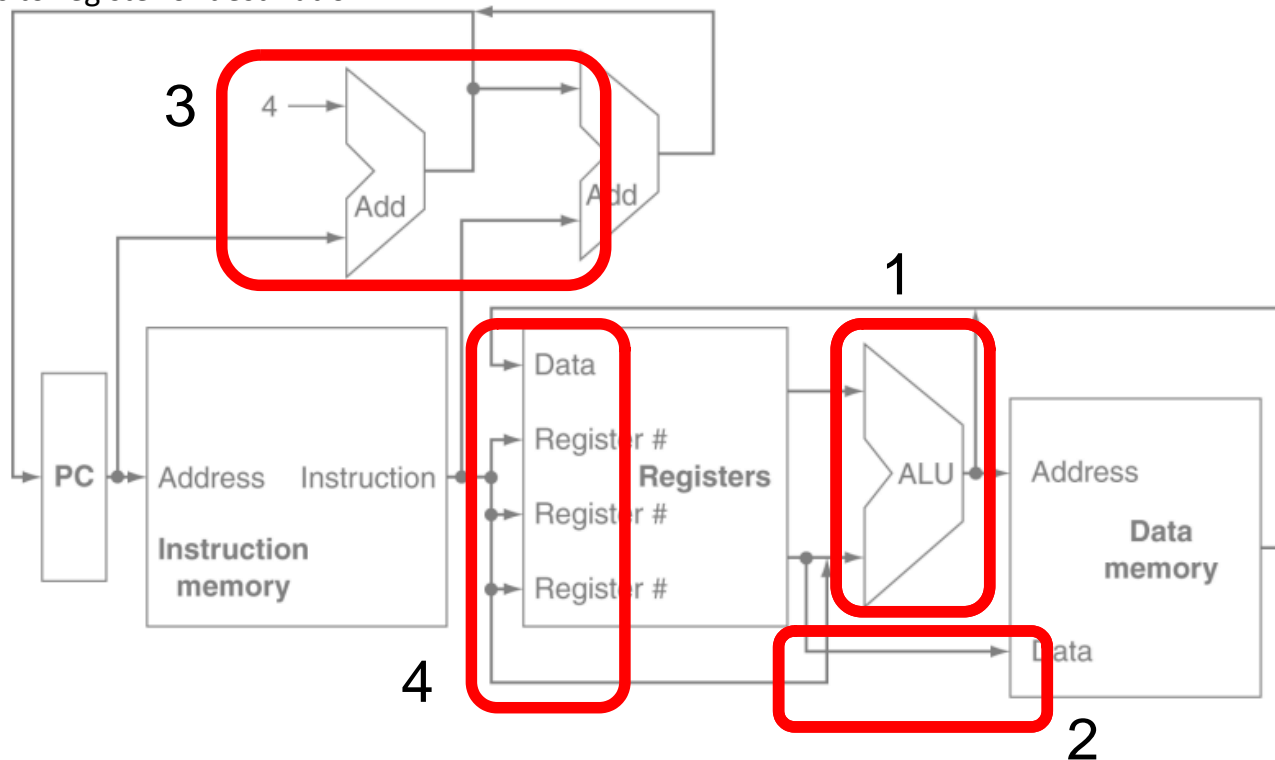 3
4
Add
Add
1
Data
Register #
PC
Address
Instruction
Registers
ALU
Address
Register #
Instruction
memory
Data
memory
Register #
Data
4
2